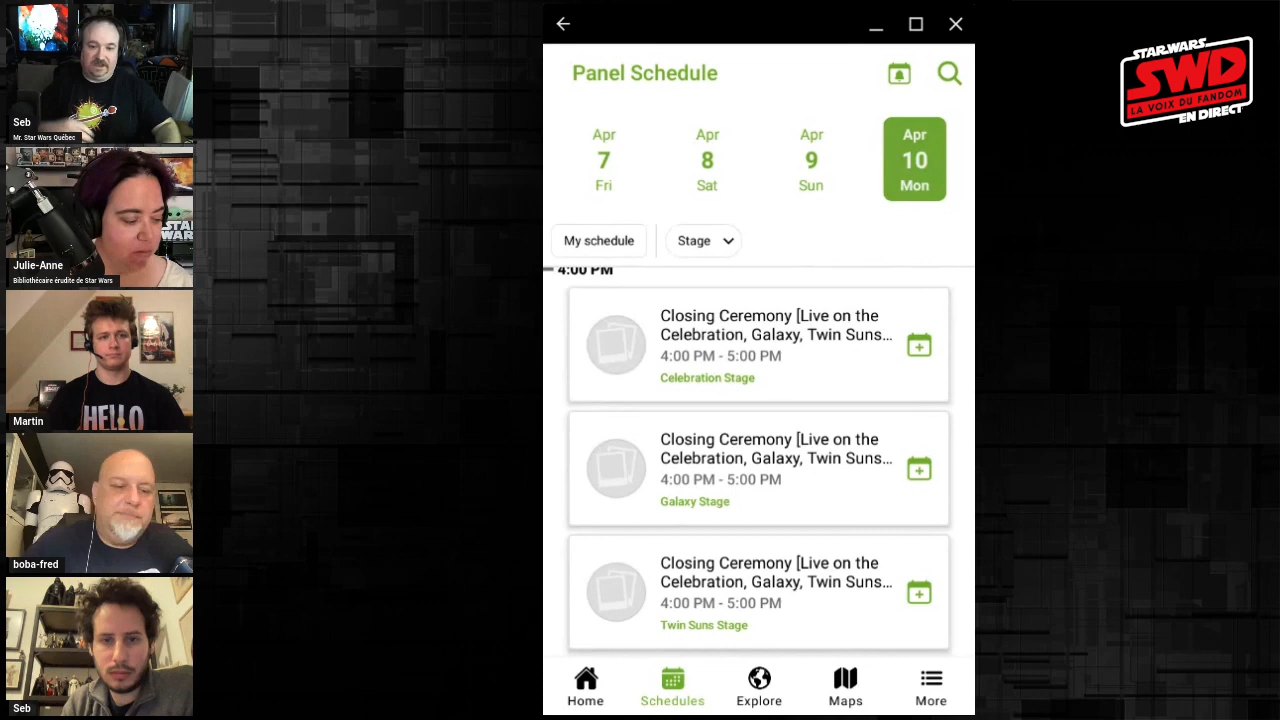 Seb
Mr. Star Wars Québec
Julie-Anne
Bibliothécaire érudite de Star Wars
STAR
WARS
HELLO
Martin
boba-fred
Seb
Panel Schedule
Apr
7
Fri
Apr
8
Sat
Apr
9
Sun
Apr
10
Mon
My schedule
Stage
4:00 PM
Closing Ceremony [Live on the
Celebration, Galaxy, Twin Suns...
4:00 PM - 5:00 PM
Celebration Stage
Closing Ceremony [Live on the
Celebration, Galaxy, Twin Suns...
4:00 PM - 5:00 PM
Galaxy Stage
Closing Ceremony [Live on the
Celebration, Galaxy, Twin Suns...
4:00 PM - 5:00 PM
Twin Suns Stage
Home
Schedules
Explore
Maps
More
STAR WARS
SWD
LA VOIX DU FANDOM
EN DIRECT